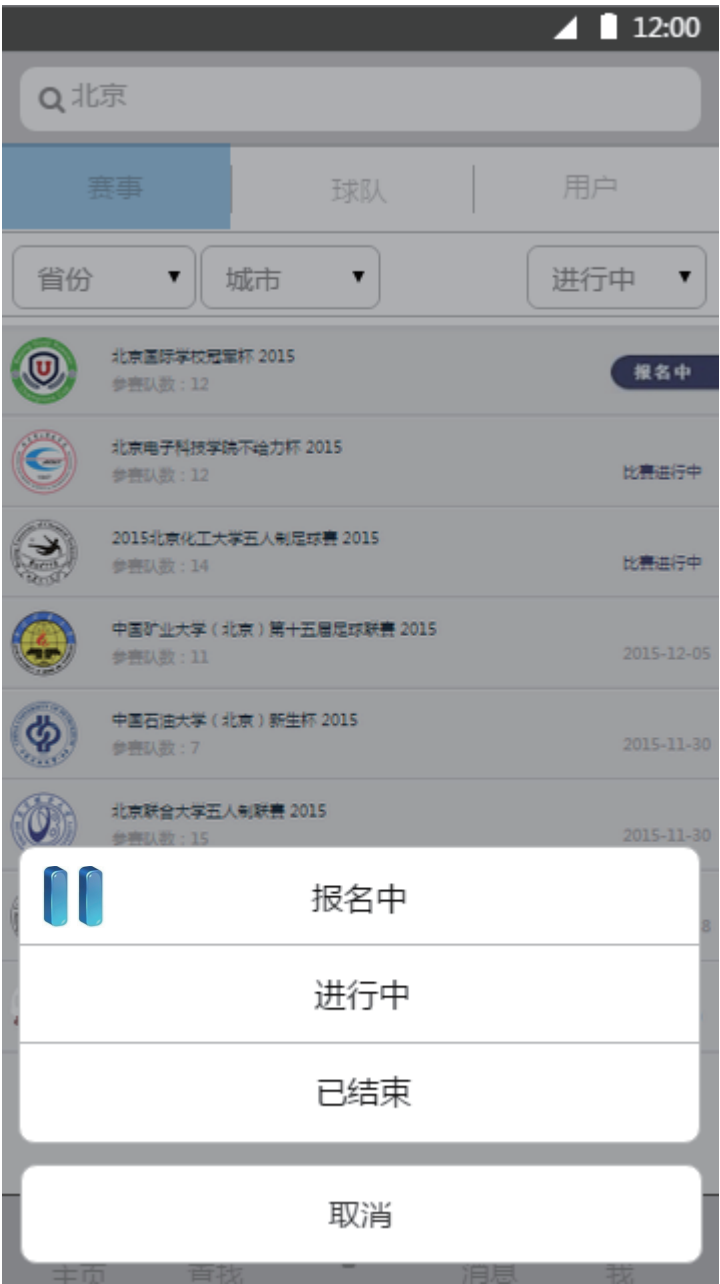 12:00
北京
赛事 球队 用户
省份 城市 进行中
北京国际学校冠军杯 2015
参赛队数：12
报名中
北京电子科技学院不给力杯 2015
参赛队数：12
比赛进行中
2015北京化工大学五人制足球赛 2015
参赛队数：14
比赛进行中
中国矿业大学（北京）第十五届足球联赛 2015
参赛队数：11
2015-12-05
中国石油大学（北京）新生杯 2015
参赛队数：7
2015-11-30
北京联合大学五人制联赛 2015
参赛队数：15
2015-11-30
8
报名中
进行中
已结束
取消
主页 查找 消息 我